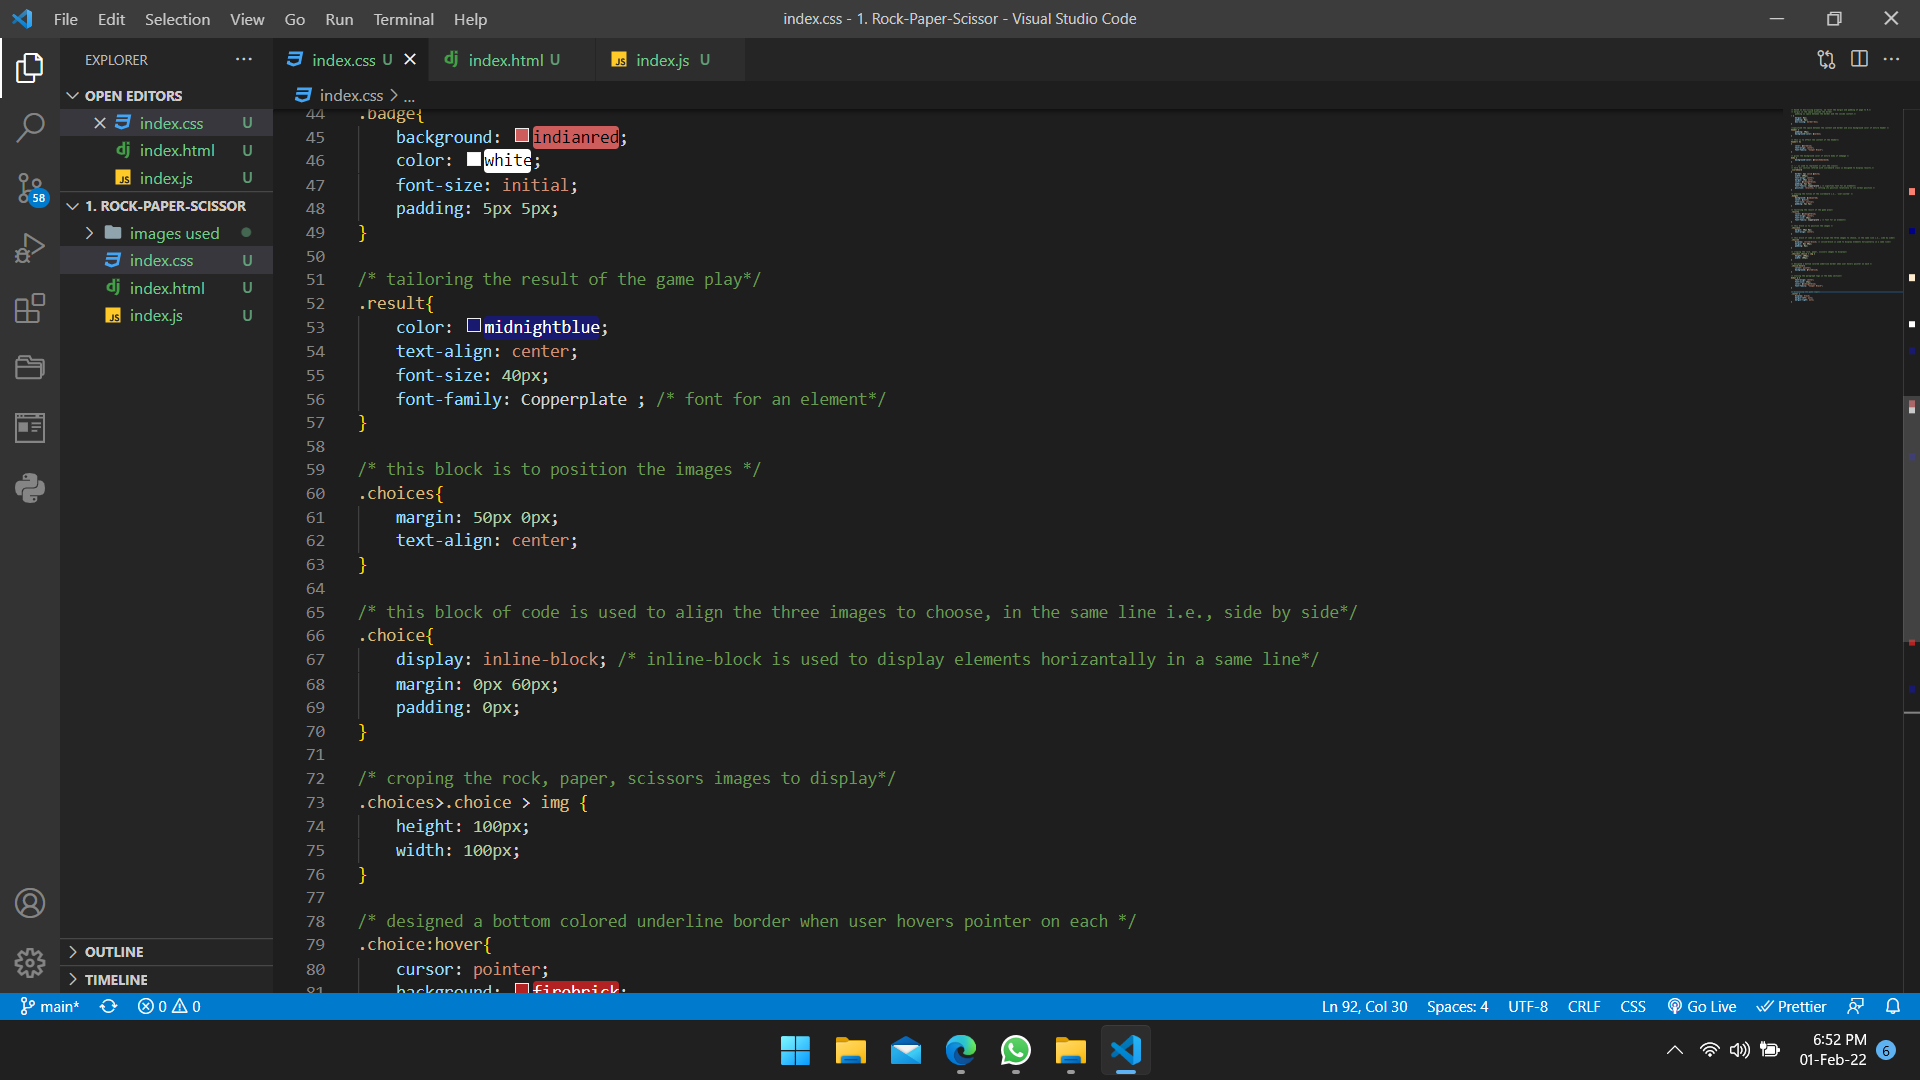 File Edit Selection View Go Run Terminal Help
index.css - 1. Rock-Paper-Scissor - Visual Studio Code
EXPLORER
OPEN EDITORS
index.css U
index.html U
index.js U
1. ROCK-PAPER-SCISSOR
images used
index.css U
index.html U
index.js U
OUTLINE
TIMELINE
58
index.css U
index.html U
index.js U
index.css > ...
44 .badge{
45 background: indianred;
46 color: white;
47 font-size: initial;
48 padding: 5px 5px;
49 }
50
51 /* tailoring the result of the game play*/
52 .result{
53 color: midnightblue;
54 text-align: center;
55 font-size: 40px;
56 font-family: Copperplate ; /* font for an element*/
57 }
58
59 /* this block is to position the images */
60 .choices{
61 margin: 50px 0px;
62 text-align: center;
63 }
64
65 /* this block of code is used to align the three images to choose, in the same line i.e., side by side*/
66 .choice{
67 display: inline-block; /* inline-block is used to display elements horizantally in a same line*/
68 margin: 0px 60px;
69 padding: 0px;
70 }
71
72 /* croping the rock, paper, scissors images to display*/
73 .choices>.choice > img {
74 height: 100px;
75 width: 100px;
76 }
77
78 /* designed a bottom colored underline border when user hovers pointer on each */
79 .choice:hover{
80 cursor: pointer;
81 background: firebrick;
main* 0 0
Ln 92, Col 30 Spaces: 4 UTF-8 CRLF CSS Go Live Prettier
6:52 PM
01-Feb-22
6